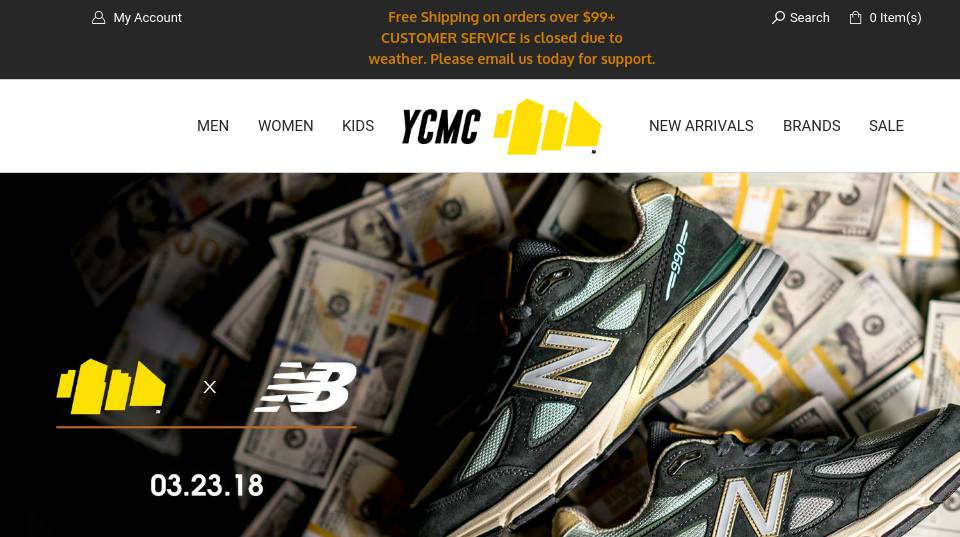 My Account
Free Shipping on orders over $99+
CUSTOMER SERVICE is closed due to
weather. Please email us today for support.
Search
0 Item(s)
MEN
WOMEN
KIDS
YCMC
NEW ARRIVALS
BRANDS
SALE
990
N
x
NB
03.23.18
N